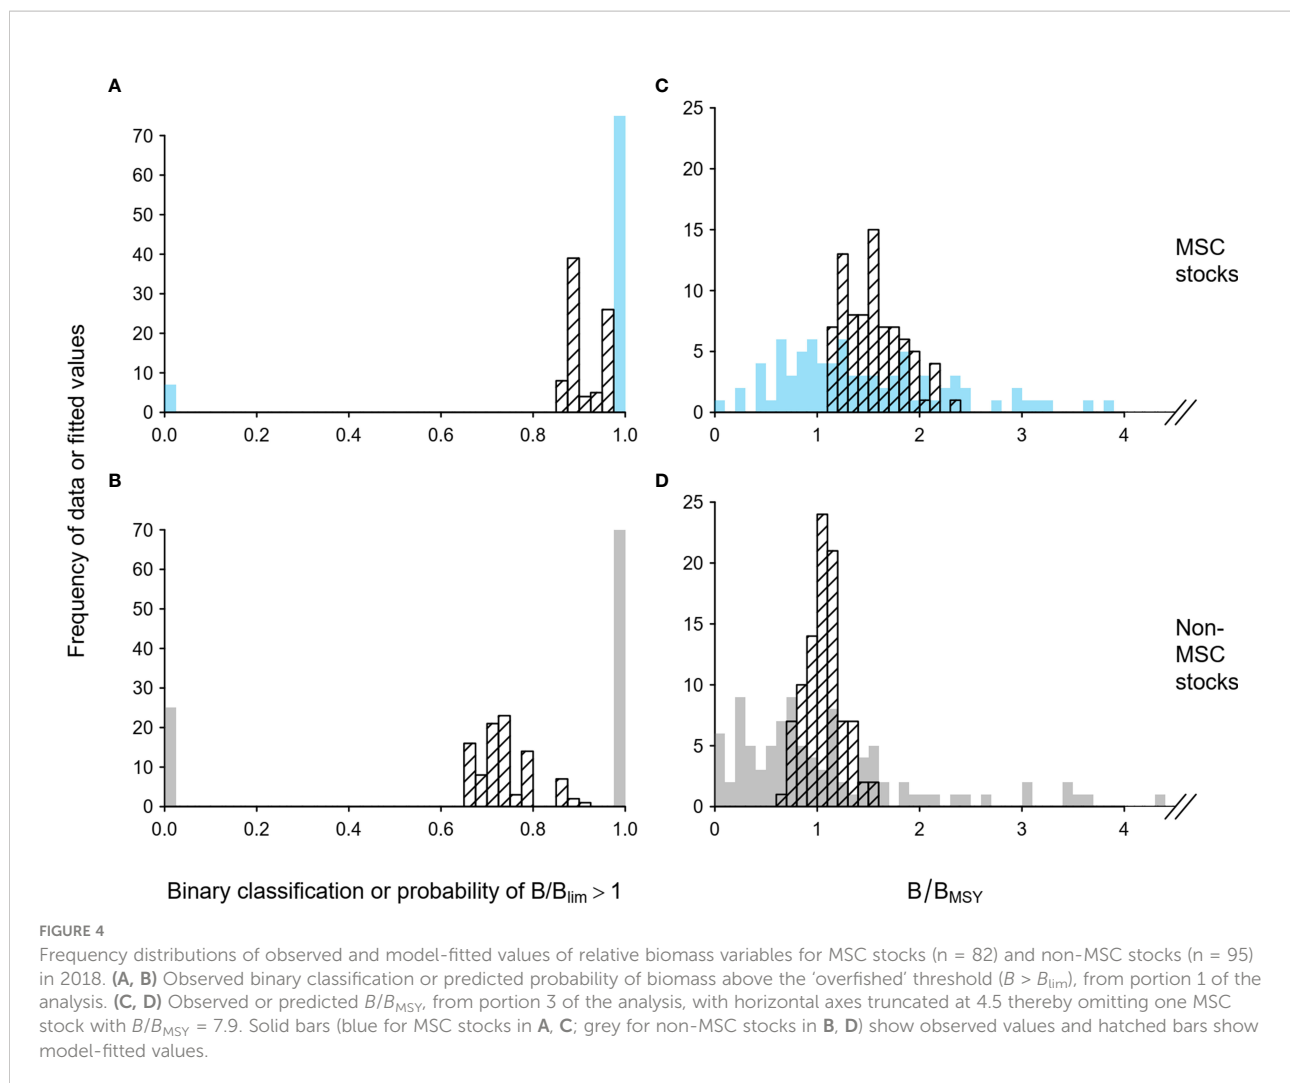 A
70
60
50
40
30
20
10
0
0.0 0.2 0.4 0.6 0.8 1.0
C
25
20
15
10
5
0
0 1 2 3 4
MSC
stocks
Frequency of data or fitted values
B
70
60
50
40
30
20
10
0
0.0 0.2 0.4 0.6 0.8 1.0
D
25
20
15
10
5
0
0 1 2 3 4
Non-
MSC
stocks
Binary classification or probability of B/Blim > 1
B/BMSY
FIGURE 4
Frequency distributions of observed and model-fitted values of relative biomass variables for MSC stocks (n = 82) and non-MSC stocks (n = 95)
in 2018. (A, B) Observed binary classification or predicted probability of biomass above the ‘overfished’ threshold (B > Blim), from portion 1 of the
analysis. (C, D) Observed or predicted B/BMSY, from portion 3 of the analysis, with horizontal axes truncated at 4.5 thereby omitting one MSC
stock with B/BMSY = 7.9. Solid bars (blue for MSC stocks in A, C; grey for non-MSC stocks in B, D) show observed values and hatched bars show
model-fitted values.